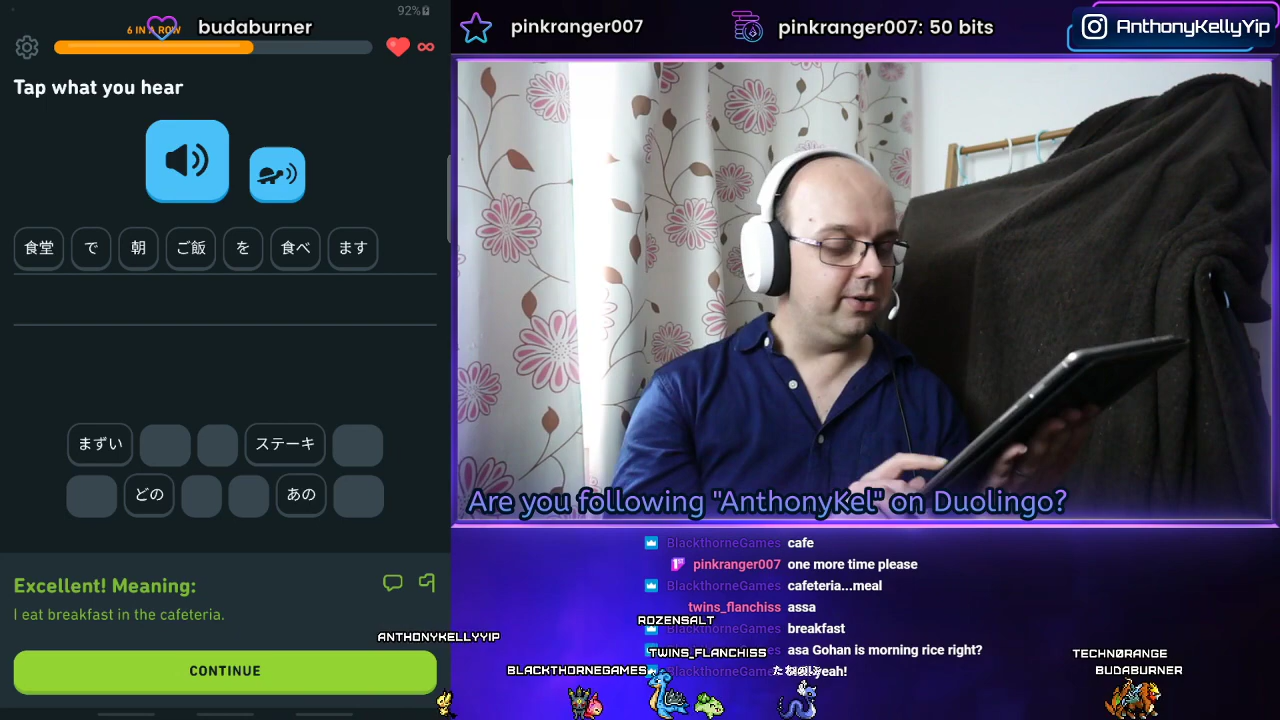 92%
6 IN A ROW
budaburner
pinkranger007
pinkranger007: 50 bits
AnthonyKellyYip
Tap what you hear
食堂 で 朝 ご飯 を 食べ ます
まずい ステーキ
どの あの
Excellent! Meaning:
I eat breakfast in the cafeteria.
CONTINUE
Are you following "AnthonyKel" on Duolingo?
BlackthorneGames cafe
pinkranger007 one more time please
BlackthorneGames cafeteria...meal
twins_flanchiss assa
BlackthorneGames breakfast
asa Gohan is morning rice right?
yeah!
ANTHONYKELLYYIP
ROZENSALT
TWINS_FLANCHISS
BLACKTHORNEGAMES
TECHNØRANGE
BUDABURNER